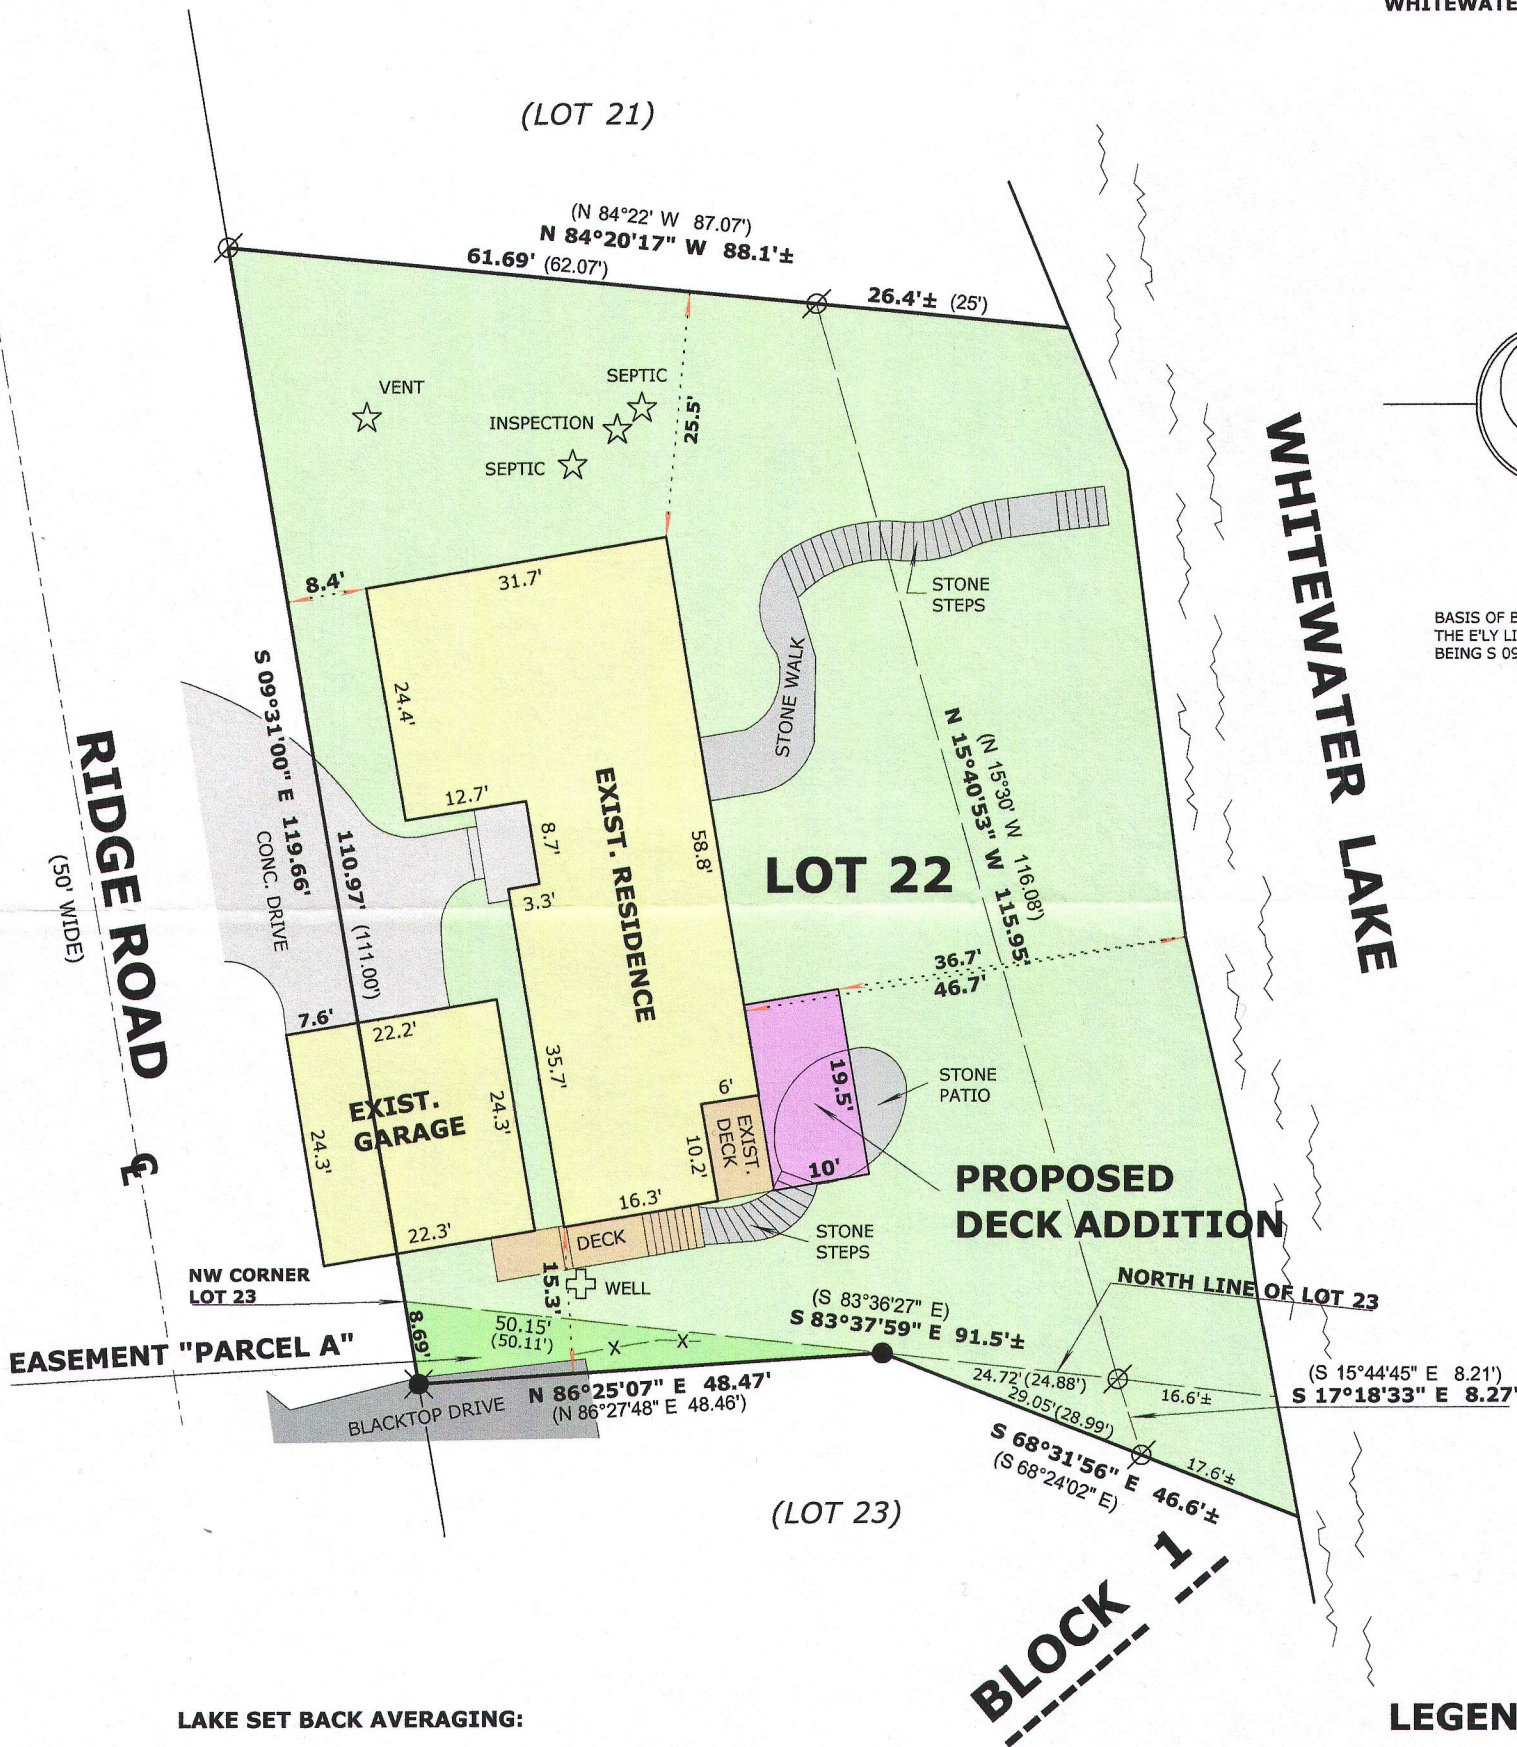 WHITEWATE
(LOT 21)
(N 84°22' W 87.07')
N 84°20'17" W 88.1'±
61.69' (62.07')
26.4'± (25')
VENT
SEPTIC
INSPECTION
SEPTIC
25.5'
8.4'
31.7'
STONE
STEPS
WHITEWATER LAKE
BASIS OF B
THE E'LY LI
BEING S 09
24.4'
STONE WALK
S 09°31'00" E 119.66'
110.97' (111.00')
RIDGE ROAD
(50' WIDE)
CONC. DRIVE
12.7'
8.7'
3.3'
EXIST. RESIDENCE
58.8'
LOT 22
(N 15°30' W 116.08')
N 15°40'53" W 115.95'
36.7'
46.7'
7.6'
22.2'
35.7'
EXIST.
GARAGE
24.3'
24.3'
22.3'
6'
EXIST.
DECK
10.2'
16.3'
19.5'
10'
STONE
PATIO
PROPOSED
DECK ADDITION
DECK
STONE
STEPS
WELL
15.3'
NW CORNER
LOT 23
8.69'
50.15'
(50.11')
X X
EASEMENT "PARCEL A"
(S 83°36'27" E)
S 83°37'59" E 91.5'±
NORTH LINE OF LOT 23
24.72'(24.88')
16.6'±
29.05'(28.99')
(S 15°44'45" E 8.21')
S 17°18'33" E 8.27'
BLACKTOP DRIVE
N 86°25'07" E 48.47'
(N 86°27'48" E 48.46')
S 68°31'56" E 46.6'±
(S 68°24'02" E)
17.6'±
(LOT 23)
BLOCK 1
LAKE SET BACK AVERAGING:
LEGEN